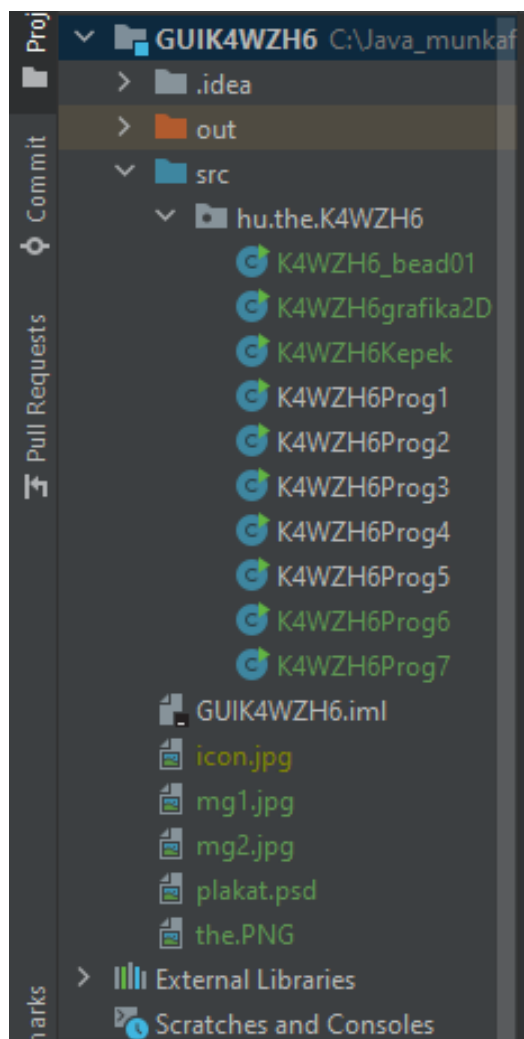 Proj
GUIK4WZH6 C:\Java_munkaf
.idea
out
Commit
src
hu.the.K4WZH6
K4WZH6_bead01
K4WZH6grafika2D
Pull Requests
K4WZH6Kepek
K4WZH6Prog1
K4WZH6Prog2
K4WZH6Prog3
K4WZH6Prog4
K4WZH6Prog5
K4WZH6Prog6
K4WZH6Prog7
GUIK4WZH6.iml
icon.jpg
mg1.jpg
mg2.jpg
plakat.psd
the.PNG
External Libraries
Scratches and Consoles
arks